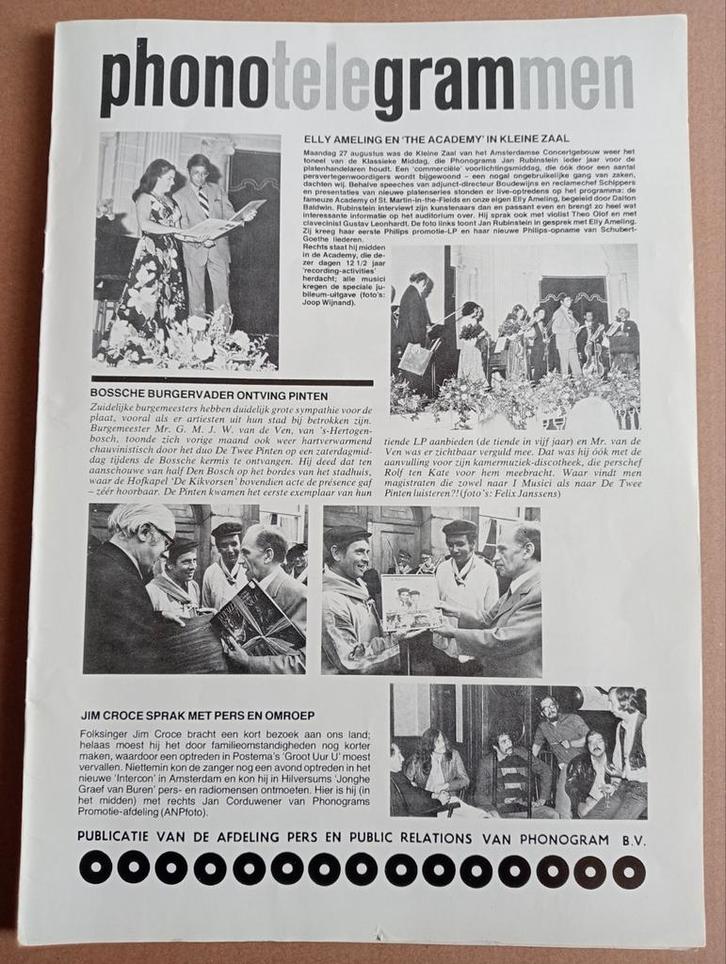 phonotelegrammen
ELLY AMELING EN 'THE ACADEMY' IN KLEINE ZAAL
Maandag 27 augustus was de Kleine Zaal van het Amsterdamse Concertgebouw weer het
toneel van de Klassieke Middag, die Phonograms Jan Rubinstein ieder jaar voor de
platenhandelaren houdt. Een 'commerciële' voorlichtingsmiddag, die óók door een aantal
persvertegenwoordigers wordt bijgewoond – een nogal ongebruikelijke gang van zaken,
dachten wij. Behalve speeches van adjunct-directeur Boudewijns en reclamechef Schippers
en presentaties van nieuwe platenseries stonden er live-optredens op het programma; de
fameuze Academy of St. Martin-in-the-Fields en onze eigen Elly Ameling, begeleid door Dalton
Baldwin. Rubinstein interviewt zijn kunstenaars dan en passant even en brengt zo heel wat
interessante informatie op het auditorium over. Hij sprak ook met violist Theo Olof en met
clavecinist Gustav Leonhardt. De foto links toont Jan Rubinstein in gesprek met Elly Ameling.
Zij kreeg haar eerste Philips promotie-LP en haar nieuwe Philips-opname van Schubert-
Goethe liederen.
Rechts staat hij midden
in de Academy, die de-
zer dagen 12 1/2 jaar
'recording-activities'
herdacht; alle musici
kregen de speciale ju-
bileum-uitgave (foto's:
Joop Wijnand).
BOSSCHE BURGERVADER ONTVING PINTEN
Zuidelijke burgemeesters hebben duidelijk grote sympathie voor de
plaat, vooral als er artiesten uit hun stad bij betrokken zijn.
Burgemeester Mr. G. M. J. W. van de Ven, van 's-Hertogen-
bosch, toonde zich vorige maand ook weer hartverwarmend
chauvinistisch door het duo De Twee Pinten op een zaterdagmid-
dag tijdens de Bossche kermis te ontvangen. Hij deed dat ten
aanschouwe van half Den Bosch op het bordes van het stadhuis,
waar de Hofkapel 'De Kikvorsen' bovendien acte de présence gaf
– zéér hoorbaar. De Pinten kwamen het eerste exemplaar van hun
tiende LP aanbieden (de tiende in vijf jaar) en Mr. van de
Ven was er zichtbaar verguld mee. Dat was hij óók met de
aanvulling voor zijn kamermuziek-discotheek, die perschef
Rolf ten Kate voor hem meebracht. Waar vindt men
magistraten die zowel naar I Musici als naar De Twee
Pinten luisteren?! (foto's: Felix Janssens)
JIM CROCE SPRAK MET PERS EN OMROEP
Folksinger Jim Croce bracht een kort bezoek aan ons land;
helaas moest hij het door familieomstandigheden nog korter
maken, waardoor een optreden in Postema's 'Groot Uur U' moest
vervallen. Niettemin kon de zanger nog een avond optreden in het
nieuwe 'Intercon' in Amsterdam en kon hij in Hilversums 'Jonghe
Graef van Buren' pers- en radiomensen ontmoeten. Hier is hij (in
het midden) met rechts Jan Corduwener van Phonograms
Promotie-afdeling (ANPfoto).
PUBLICATIE VAN DE AFDELING PERS EN PUBLIC RELATIONS VAN PHONOGRAM B.V.